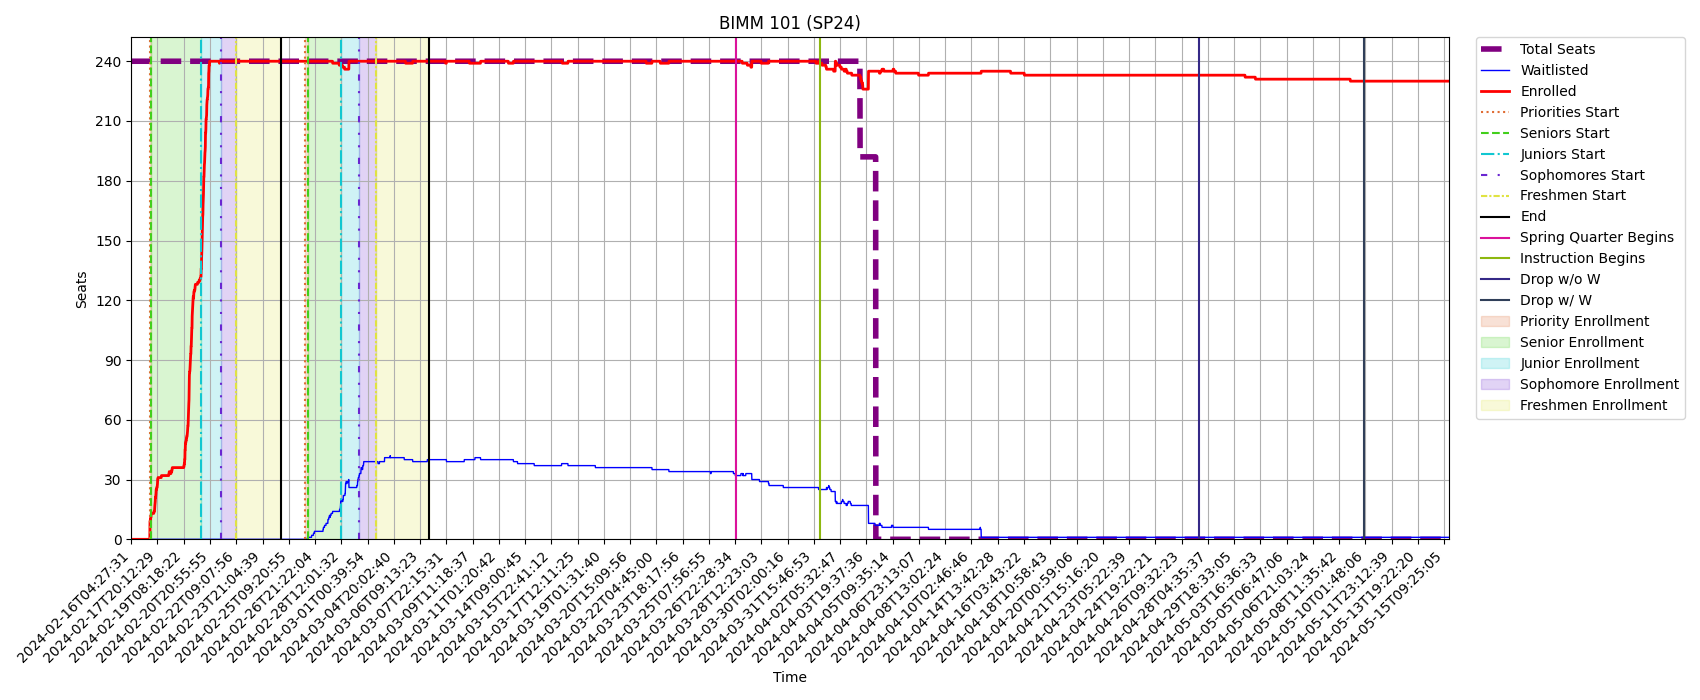 BIMM 101 (SP24)
Seats
240
210
180
150
120
90
60
30
0
2024-02-16T04:27:31
2024-02-17T20:12:29
2024-02-19T08:18:22
2024-02-20T20:55:55
2024-02-22T09:07:56
2024-02-23T21:04:39
2024-02-25T09:20:55
2024-02-26T21:22:04
2024-02-28T12:01:32
2024-03-01T00:39:54
2024-03-04T02:02:40
2024-03-06T09:13:23
2024-03-07T22:15:31
2024-03-09T11:18:37
2024-03-11T01:20:42
2024-03-14T09:00:45
2024-03-15T22:41:12
2024-03-17T12:11:25
2024-03-19T01:31:40
2024-03-20T15:09:56
2024-03-22T04:45:00
2024-03-23T18:17:56
2024-03-25T07:56:55
2024-03-26T22:28:34
2024-03-28T12:23:03
2024-03-30T02:00:16
2024-03-31T15:46:53
2024-04-02T05:32:47
2024-04-03T19:37:36
2024-04-05T09:35:14
2024-04-06T23:13:07
2024-04-08T13:02:24
2024-04-10T02:46:46
2024-04-14T13:42:28
2024-04-16T03:43:22
2024-04-18T10:58:43
2024-04-20T00:59:06
2024-04-21T15:16:20
2024-04-23T05:22:39
2024-04-24T19:22:21
2024-04-26T09:32:23
2024-04-28T04:35:37
2024-04-29T18:33:05
2024-05-03T16:36:33
2024-05-05T06:47:06
2024-05-06T21:03:24
2024-05-08T11:35:42
2024-05-10T01:48:06
2024-05-11T23:12:39
2024-05-13T19:22:20
2024-05-15T09:25:05
Time
Total Seats
Waitlisted
Enrolled
Priorities Start
Seniors Start
Juniors Start
Sophomores Start
Freshmen Start
End
Spring Quarter Begins
Instruction Begins
Drop w/o W
Drop w/ W
Priority Enrollment
Senior Enrollment
Junior Enrollment
Sophomore Enrollment
Freshmen Enrollment